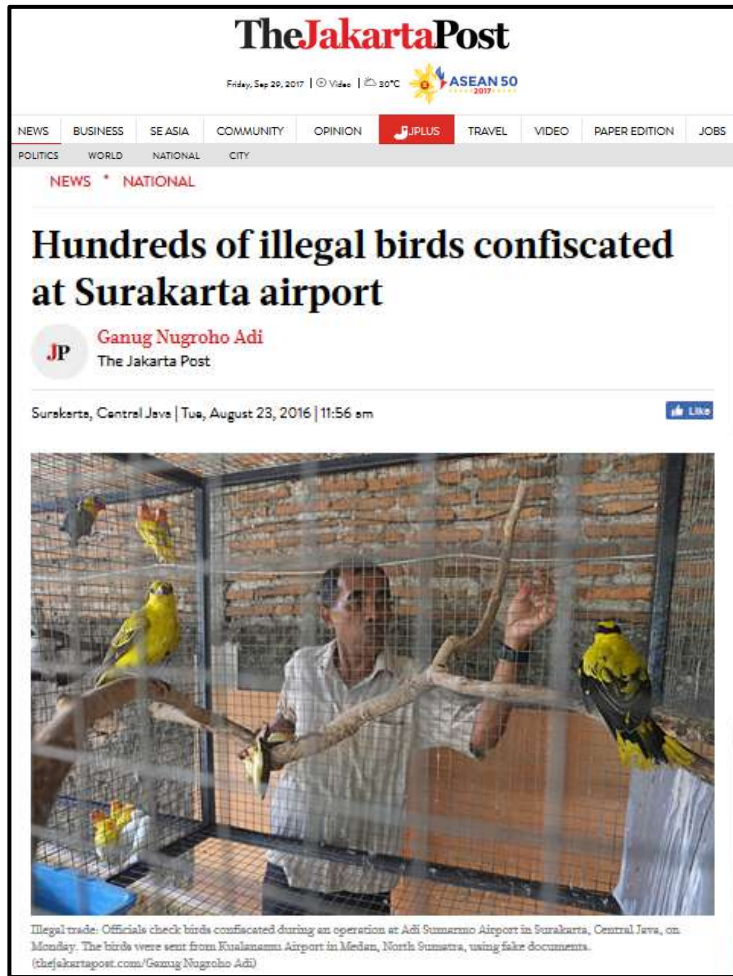 TheJakartaPost
Friday, Sep 29, 2017 | Video | 30°C ASEAN 50
2017
NEWS BUSINESS SE ASIA COMMUNITY OPINION JPLUS TRAVEL VIDEO PAPER EDITION JOBS
POLITICS WORLD NATIONAL CITY
NEWS * NATIONAL
Hundreds of illegal birds confiscated
at Surakarta airport
JP
Ganug Nugroho Adi
The Jakarta Post
Surakarta, Central Java | Tue, August 23, 2016 | 11:56 am
Like
Illegal trade: Officials check birds confiscated during an operation at Adi Sumarmo Airport in Surakarta, Central Java, on
Monday. The birds were sent from Kualanamu Airport in Medan, North Sumatra, using fake documents.
(thejakartapost.com/Ganug Nugroho Adi)